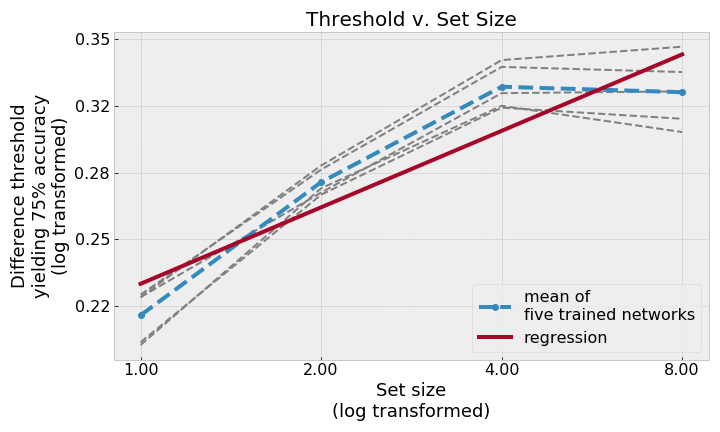 Threshold v. Set Size
Difference threshold
yielding 75% accuracy
(log transformed)
0.35
0.32
0.28
0.25
0.22
1.00
2.00
4.00
8.00
Set size
(log transformed)
mean of
five trained networks
regression